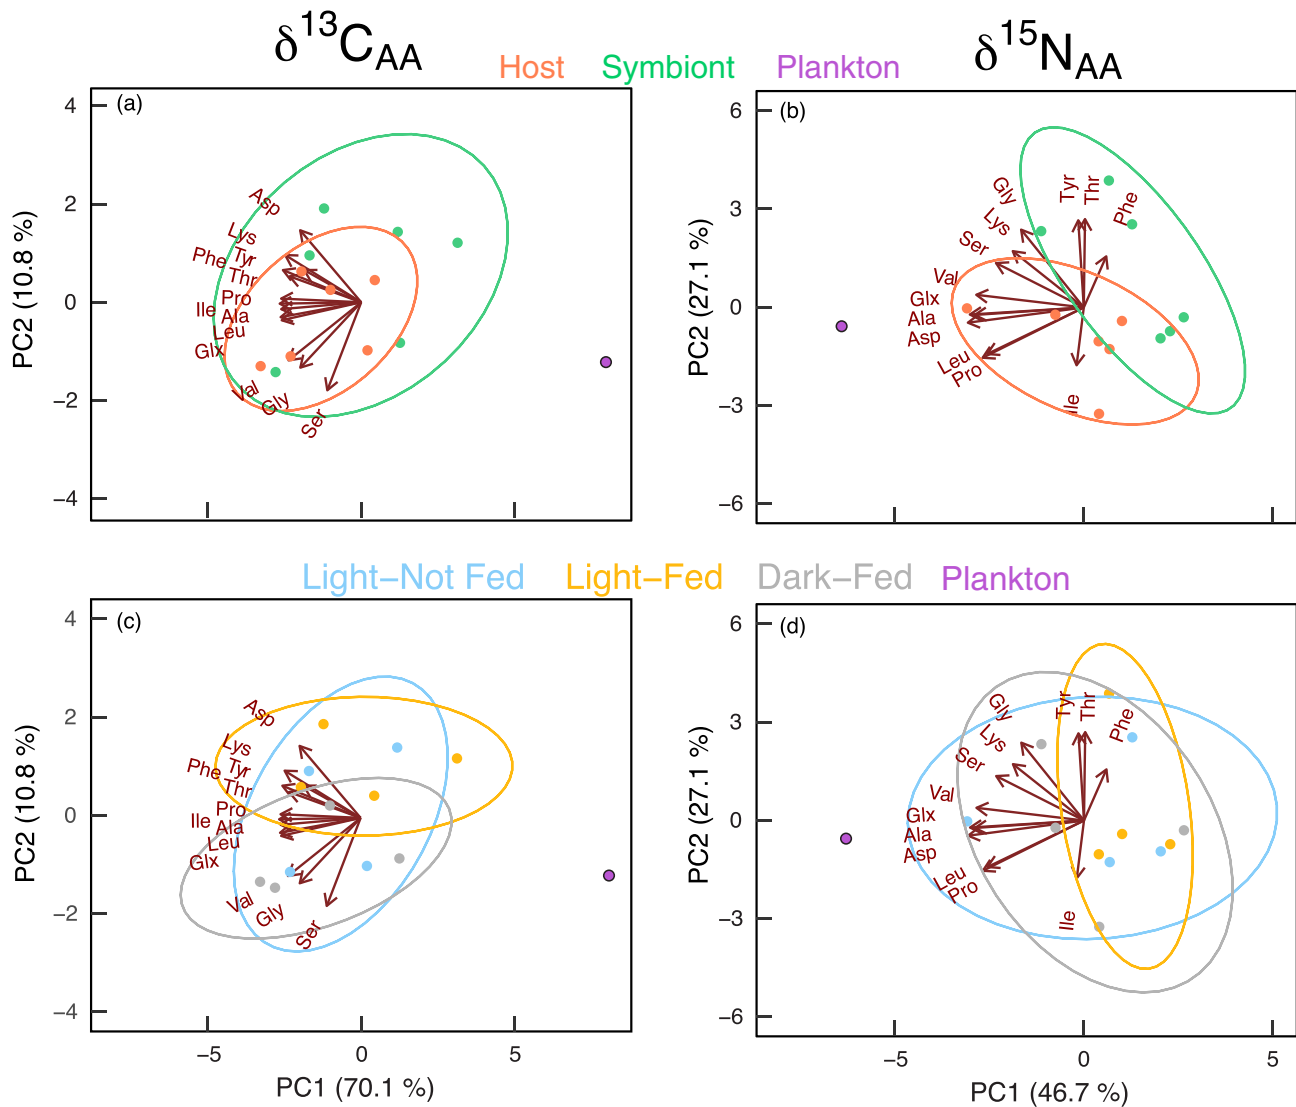 δ13CAA
δ15NAA
Host Symbiont Plankton
(a)
4
2
0
−2
−4
PC2 (10.8 %)
Asp
Lys
Tyr
Phe
Thr
Pro
Ile
Ala
Leu
Glx
Val
Gly
Ser
−5
(b)
6
3
0
−3
−6
PC2 (27.1 %)
Gly
Lys
Ser
Tyr
Thr
Phe
Val
Glx
Ala
Asp
Leu
Pro
Ile
Light−Not Fed Light−Fed Dark−Fed Plankton
(c)
4
2
0
−2
−4
PC2 (10.8 %)
Asp
Lys
Tyr
Phe
Thr
Pro
Ile
Ala
Leu
Glx
Val
Gly
Ser
−5 0 5
PC1 (70.1 %)
(d)
6
3
0
−3
−6
PC2 (27.1 %)
Gly
Lys
Ser
Tyr
Thr
Phe
Val
Glx
Ala
Asp
Leu
Pro
Ile
−5 0 5
PC1 (46.7 %)